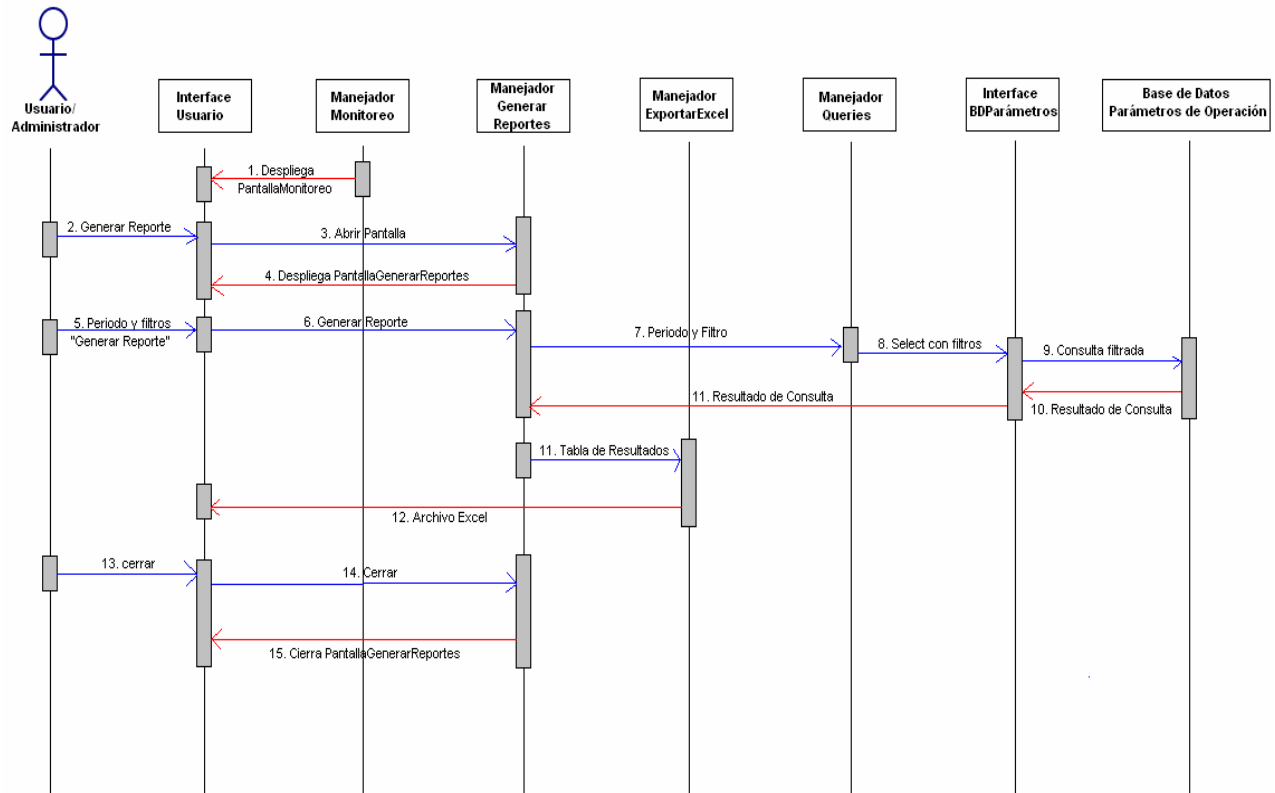 Usuario/
Administrador
Interface
Usuario
Manejador
Monitoreo
Manejador
Generar
Reportes
Manejador
ExportarExcel
Manejador
Queries
Interface
BDParámetros
Base de Datos
Parámetros de Operación
1. Despliega
PantallaMonitoreo
2. Generar Reporte
3. Abrir Pantalla
4. Despliega PantallaGenerarReportes
5. Periodo y filtros
"Generar Reporte"
6. Generar Reporte
7. Periodo y Filtro
8. Select con filtros
9. Consulta filtrada
10. Resultado de Consulta
11. Resultado de Consulta
11. Tabla de Resultados
12. Archivo Excel
13. cerrar
14. Cerrar
15. Cierra PantallaGenerarReportes